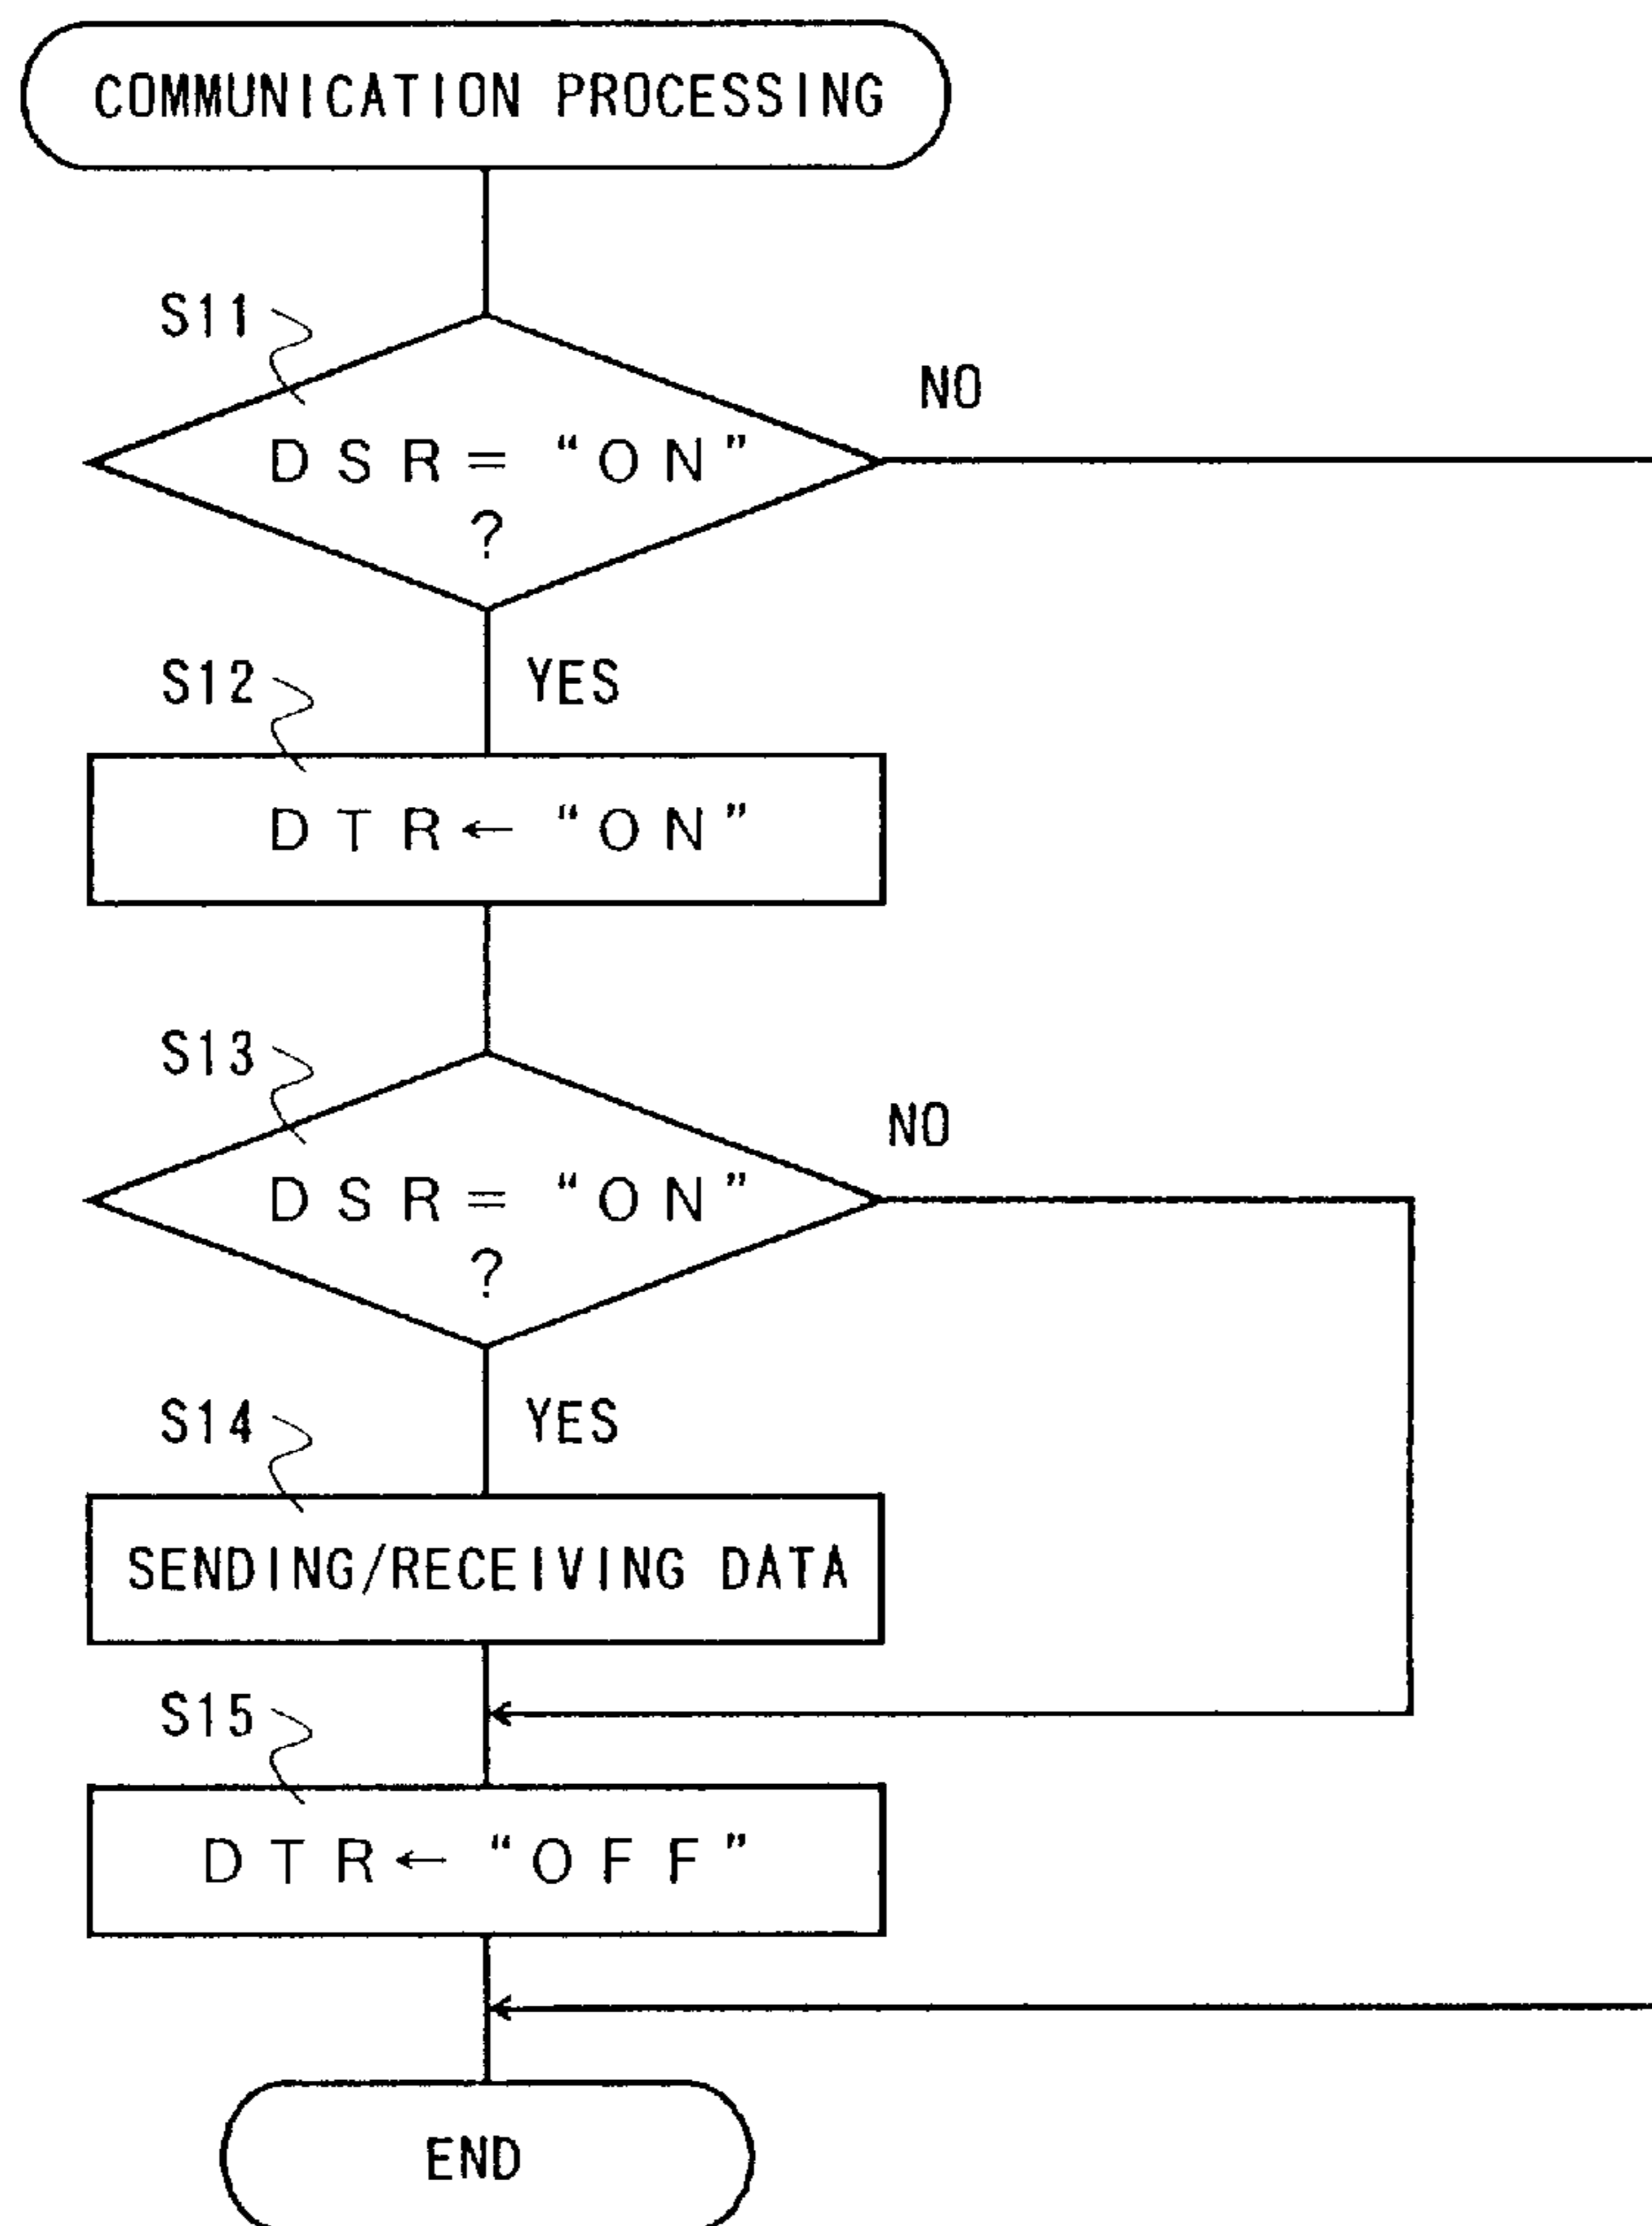 COMMUNICATION PROCESSING
S11
NO
DSR= “ON”
?
S12
YES
DTR← “ON”
S13
NO
DSR= “ON”
?
S14
YES
SENDING/RECEIVING DATA
S15
DTR← “OFF”
END